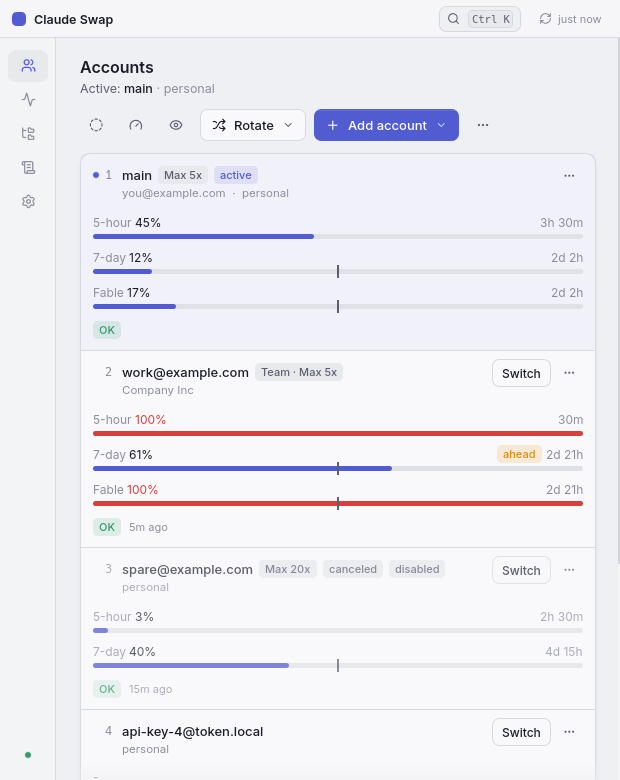 Claude Swap
Ctrl K
just now
Accounts
Active: main · personal
Rotate
Add account
1 main Max 5x active
you@example.com · personal
5-hour 45% 3h 30m
7-day 12% 2d 2h
Fable 17% 2d 2h
OK
2 work@example.com Team · Max 5x Switch
Company Inc
5-hour 100% 30m
7-day 61% ahead 2d 21h
Fable 100% 2d 21h
OK 5m ago
3 spare@example.com Max 20x canceled disabled Switch
personal
5-hour 3% 2h 30m
7-day 40% 4d 15h
OK 15m ago
4 api-key-4@token.local Switch
personal